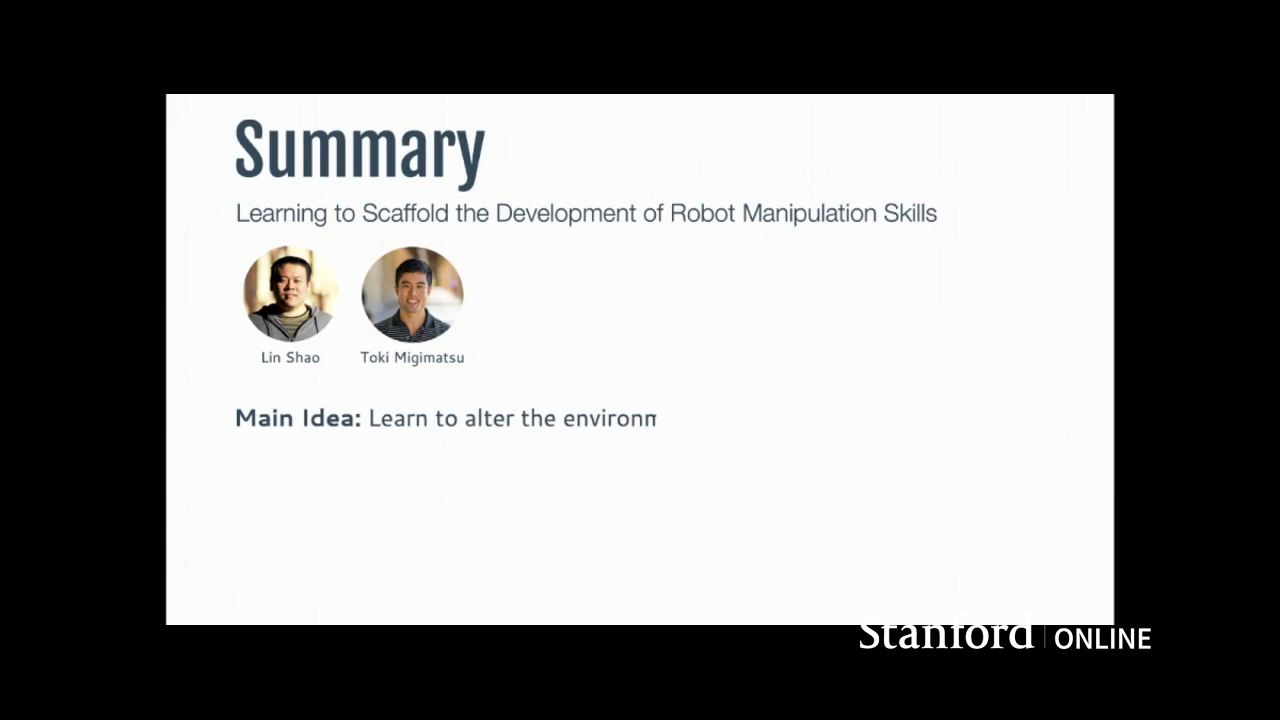 Summary
Learning to Scaffold the Development of Robot Manipulation Skills
Lin Shao
Toki Migimatsu
Main Idea: Learn to alter the environ
Stanford ONLINE